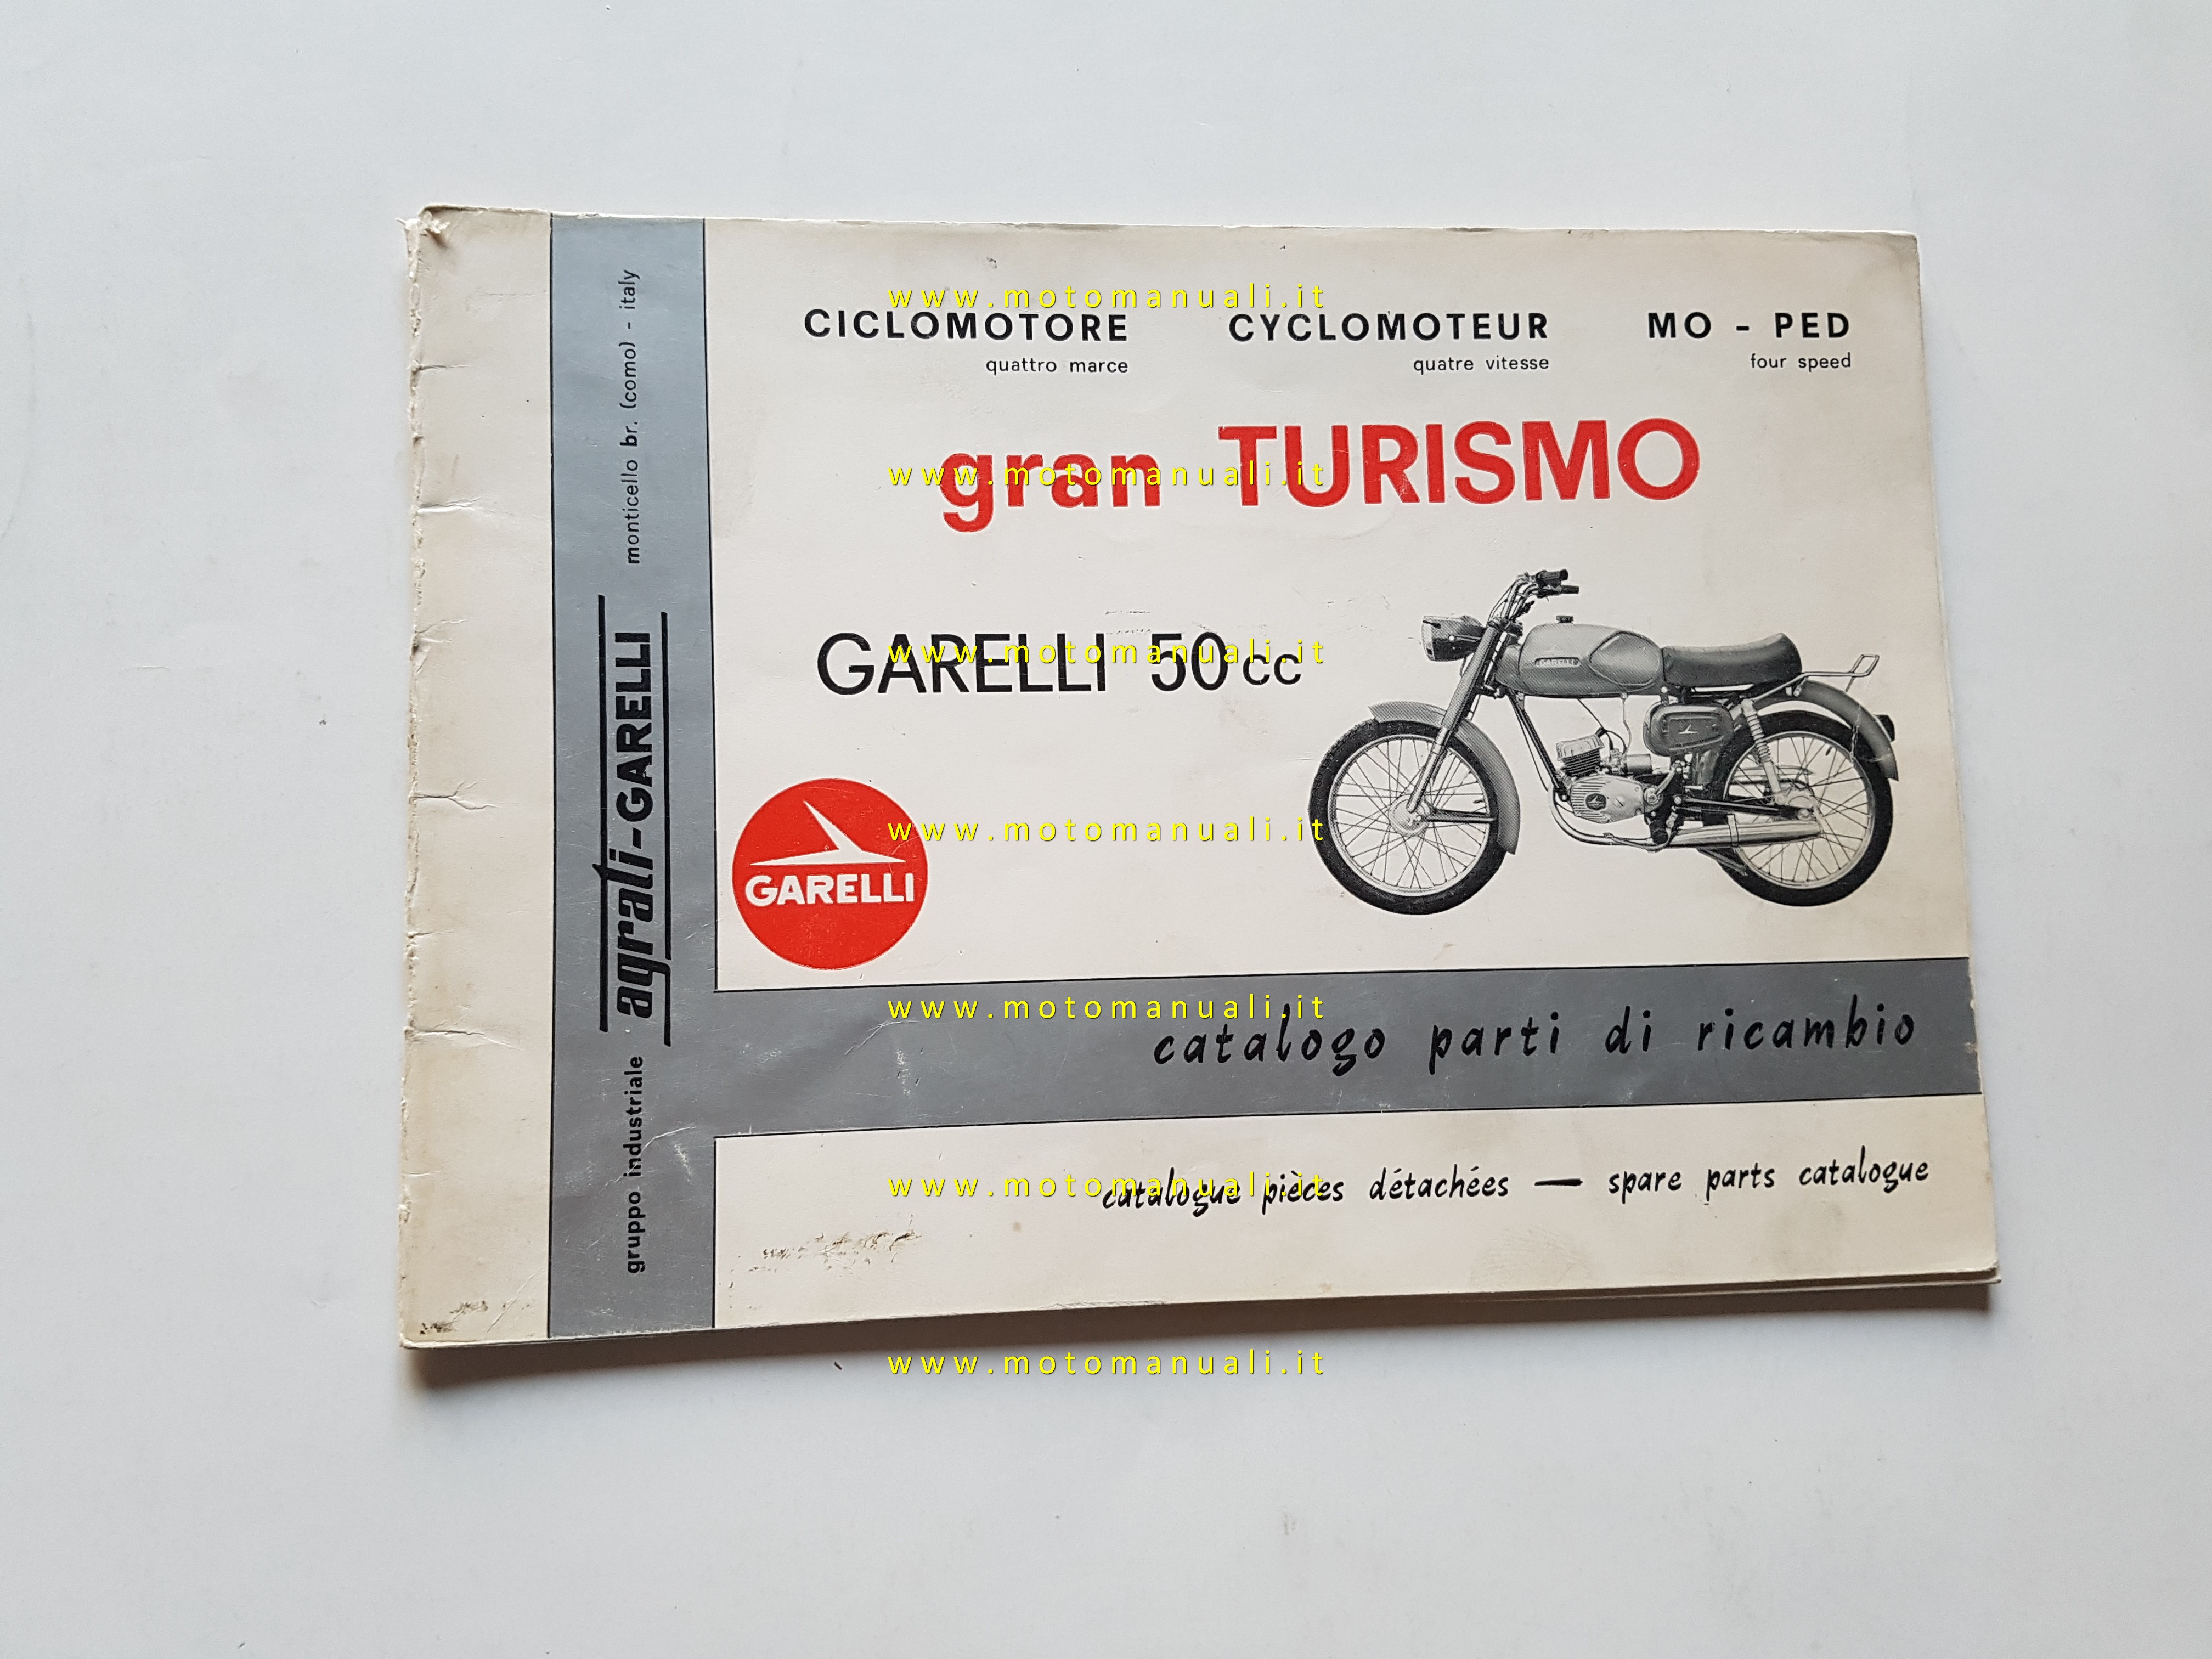 www.motomanuali.it
CICLOMOTORE CYCLOMOTEUR MO - PED
quattro marce quatre vitesse four speed
gran TURISMO
www.motomanuali.it
GARELLI 50 cc
www.motomanuali.it
GARELLI
www.motomanuali.it
GARELLI
www.motomanuali.it
catalogo parti di ricambio
www.motomanuali.it
catalogue pièces détachées — spare parts catalogue
www.motomanuali.it
gruppo industriale agrati-GARELLI monticello br. (como) - italy